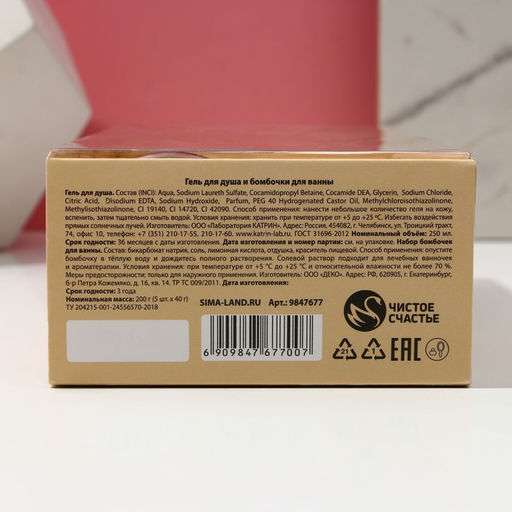 Гель для душа и бомбочки для ванны
Гель для душа. Состав (INCI): Aqua, Sodium Laureth Sulfate, Cocamidopropyl Betaine, Cocamide DEA, Glycerin, Sodium Chloride,
Citric Acid, Disodium EDTA, Sodium Hydroxide, Parfum, PEG 40 Hydrogenated Castor Oil, Methylchloroisothiazolinone,
Methylisothiazolinone, CI 19140, CI 14720, CI 42090. Способ применения: нанести небольшое количество геля на кожу,
вспенить, затем тщательно смыть водой. Условия хранения: хранить при температуре от +5 до +25 °С. Избегать воздействия
прямых солнечных лучей. Изготовитель: ООО «Лаборатория КАТРИН». Адрес: Россия, 454082, г. Челябинск, ул. Троицкий тракт,
74, офис 10, телефон: +7 (351) 210-17-55, 210-17-60. www.katrin-lab.ru. ГОСТ 31696-2012 Номинальный объём: 250 мл.
Срок годности: 36 месяцев с даты изготовления. Дата изготовления и номер партии: см. на упаковке. Набор бомбочек
для ванны. Состав: бикарбонат натрия, соль, лимонная кислота, отдушка, краситель пищевой. Способ применения: опустите
бомбочку в тёплую воду и дождитесь полного растворения. Солевой раствор подходит для лечебных ванночек
и ароматерапии. Условия хранения: при температуре от +5 °С до +25 °С и относительной влажности не более 70 %.
Меры предосторожности: только для наружного применения. Изготовитель: ООО «ДЕКО». Адрес: РФ, 620905, г. Екатеринбург,
б-р Петра Кожемяко, д. 16, кв. 14. ТР ТС 009/2011. Дата изготовления:
Срок годности: 3 года
Номинальная масса: 200 г (5 шт. х 40 г)
ТУ 204215-001-24556570-2018
SIMA-LAND.RU Арт.: 9847677
6 909847 677007
ЧИСТОЕ
СЧАСТЬЕ
21 1 EAC